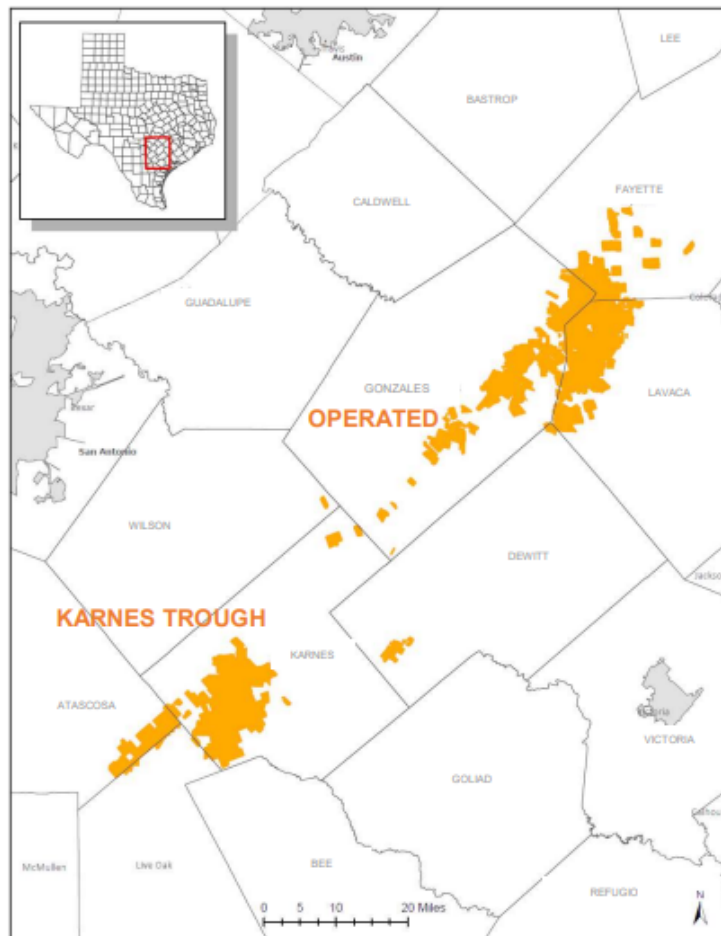 Austin
LEE
BASTROP
FAYETTE
CALDWELL
GUADALUPE
GONZALES
OPERATED
LAVACA
San Antonio
WILSON
DEWITT
KARNES TROUGH
KARNES
ATASCOSA
VICTORIA
GOLIAD
McMullen
Live Oak
BEE
REFUGIO
0 5 10 20 Miles
N